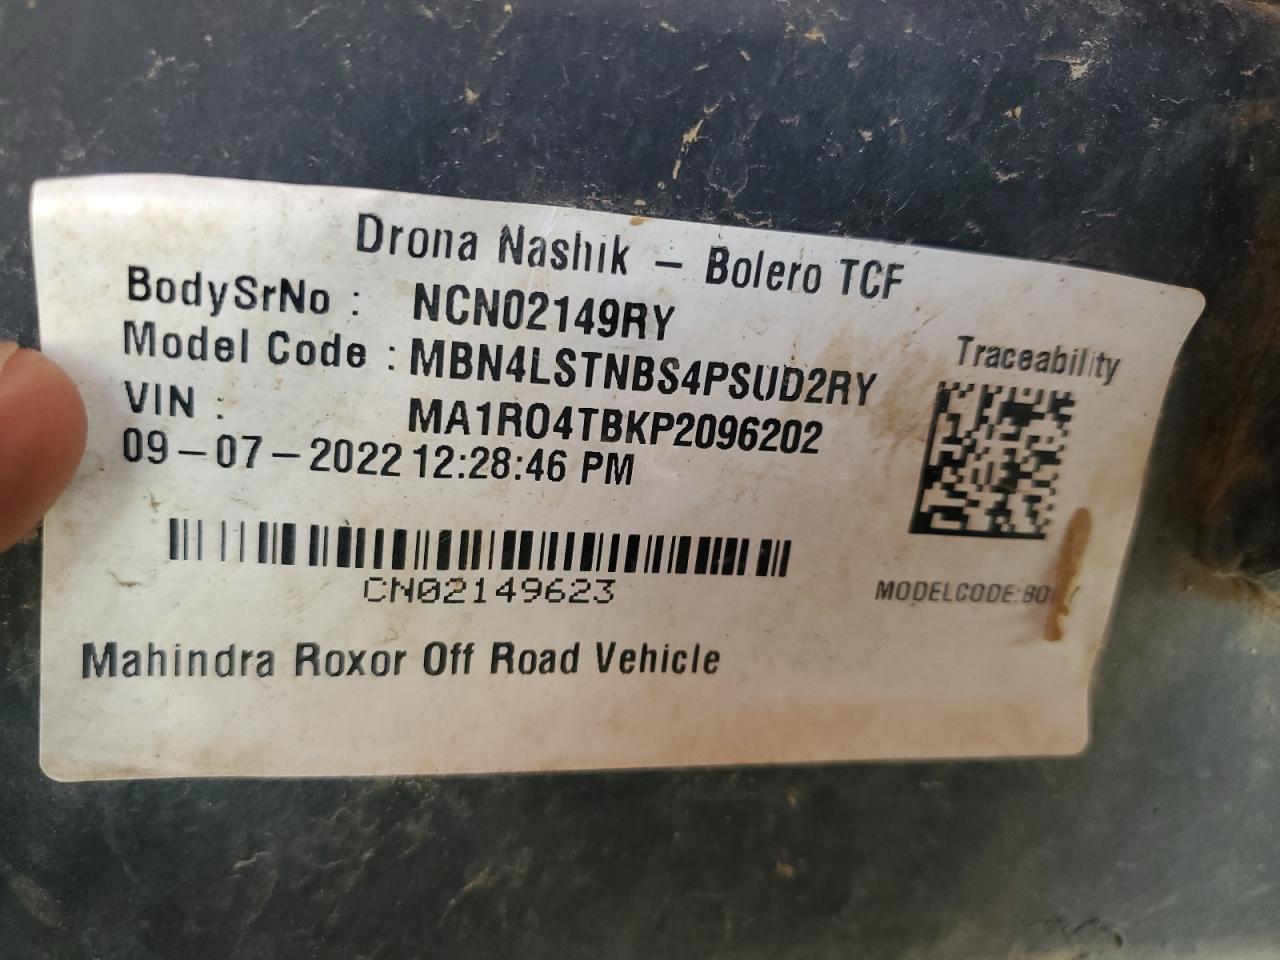 Drona Nashik – Bolero TCF
BodySrNo : NCN02149RY
Model Code : MBN4LSTNBS4PSUD2RY
VIN : MA1RO4TBKP2096202
09–07–2022 12:28:46 PM
Traceability
CN02149623
MODELCODE:BO
Mahindra Roxor Off Road Vehicle